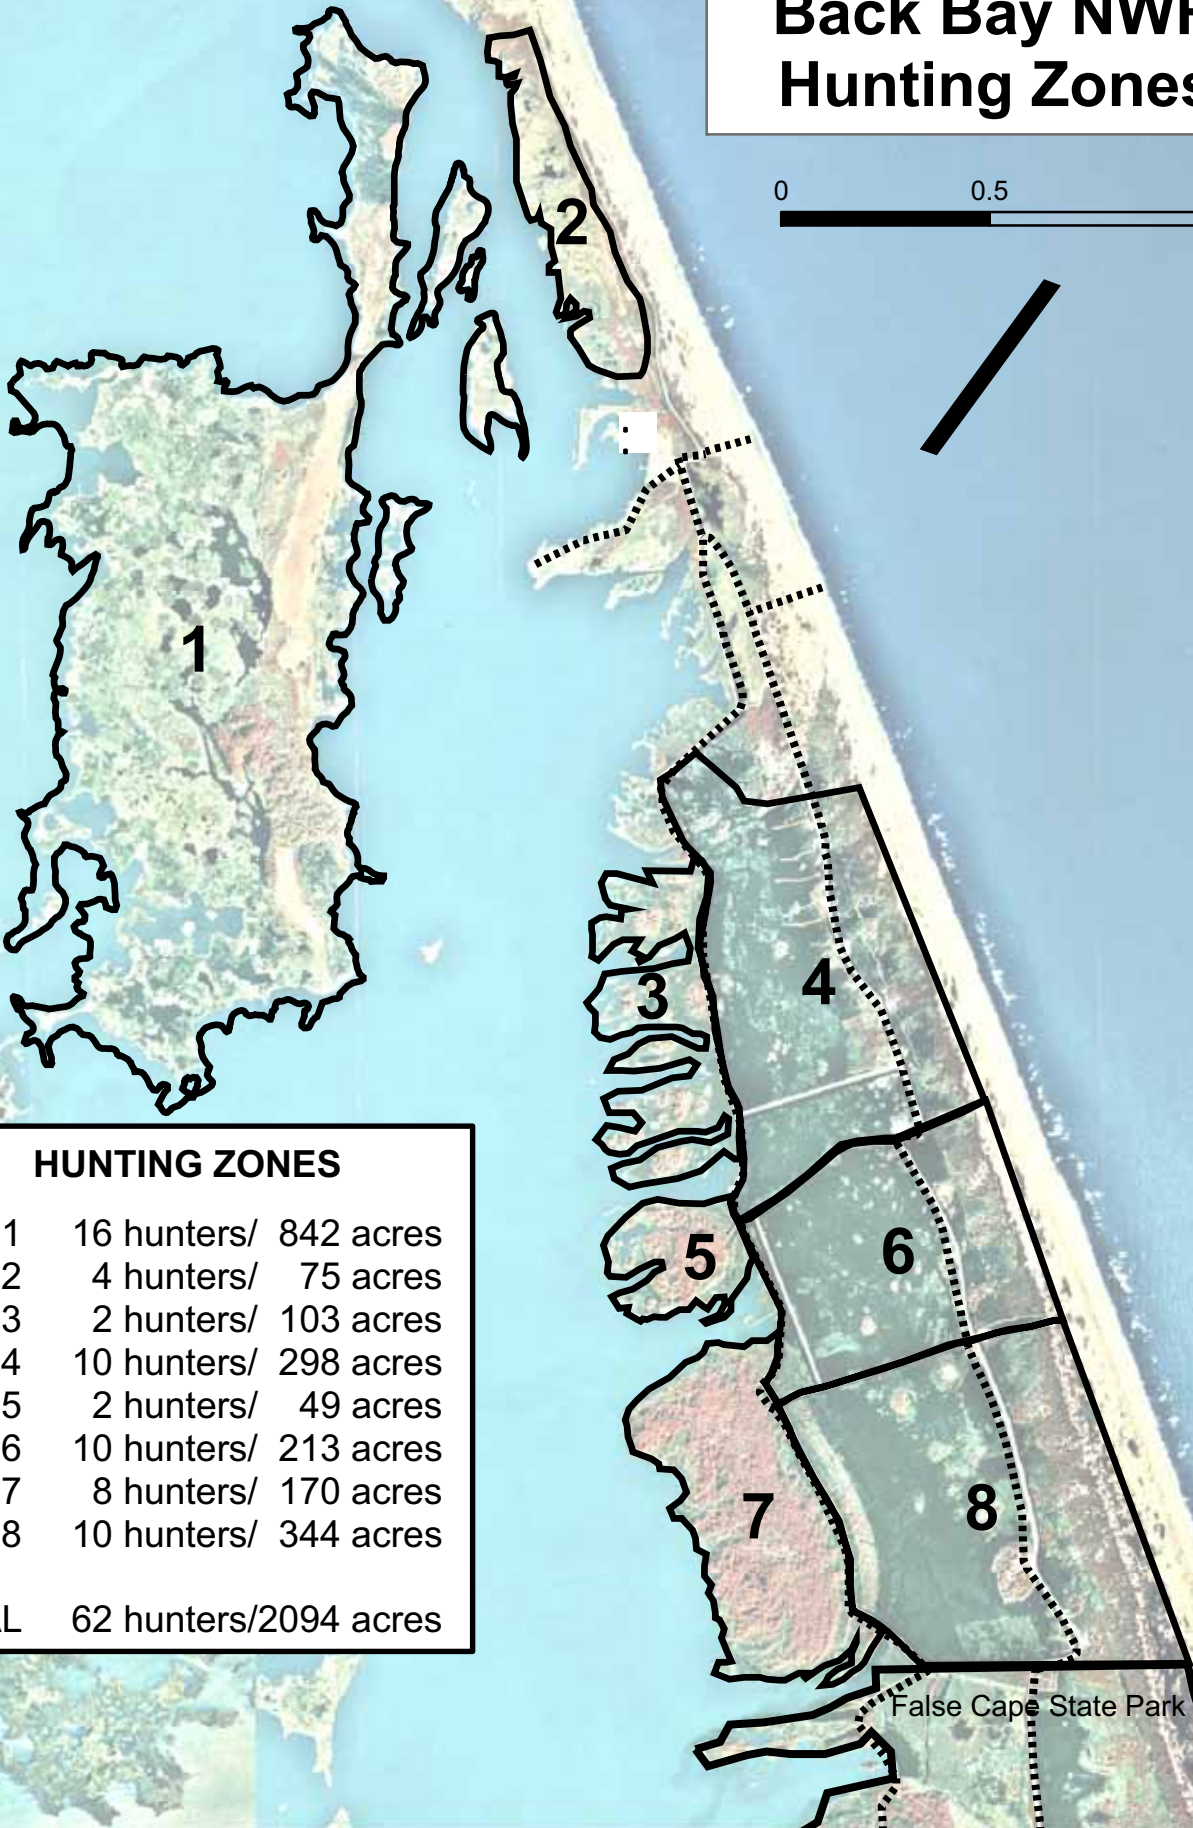 Back Bay NW
Hunting Zones
0 0.5
2
1
4
3
6
5
8
7
HUNTING ZONES
1 16 hunters/ 842 acres
2 4 hunters/ 75 acres
3 2 hunters/ 103 acres
4 10 hunters/ 298 acres
5 2 hunters/ 49 acres
6 10 hunters/ 213 acres
7 8 hunters/ 170 acres
8 10 hunters/ 344 acres
L 62 hunters/2094 acres
False Cape State Park